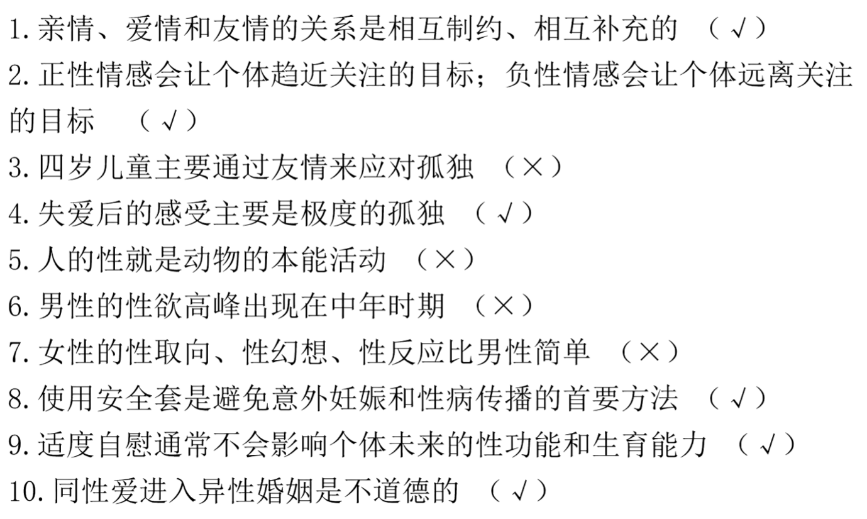 1.亲情、爱情和友情的关系是相互制约、相互补充的 （√）
2.正性情感会让个体趋近关注的目标；负性情感会让个体远离关注
的目标 （√）
3.四岁儿童主要通过友情来应对孤独 （×）
4.失爱后的感受主要是极度的孤独 （√）
5.人的性就是动物的本能活动 （×）
6.男性的性欲高峰出现在中年时期 （×）
7.女性的性取向、性幻想、性反应比男性简单 （×）
8.使用安全套是避免意外妊娠和性病传播的首要方法 （√）
9.适度自慰通常不会影响个体未来的性功能和生育能力 （√）
10.同性爱进入异性婚姻是不道德的 （√）